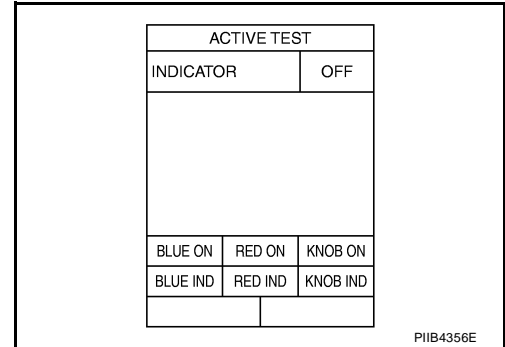 ACTIVE TEST
INDICATOR OFF
BLUE ON RED ON KNOB ON
BLUE IND RED IND KNOB IND
PIIB4356E